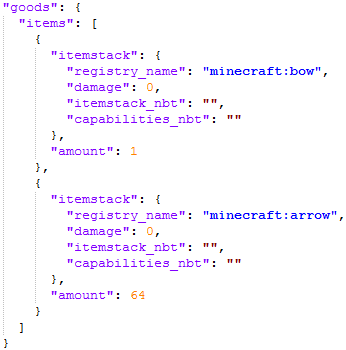 "goods": {
  "items": [
    {
      "itemstack": {
        "registry_name": "minecraft:bow",
        "damage": 0,
        "itemstack_nbt": "",
        "capabilities_nbt": ""
      },
      "amount": 1
    },
    {
      "itemstack": {
        "registry_name": "minecraft:arrow",
        "damage": 0,
        "itemstack_nbt": "",
        "capabilities_nbt": ""
      },
      "amount": 64
    }
  ]
}